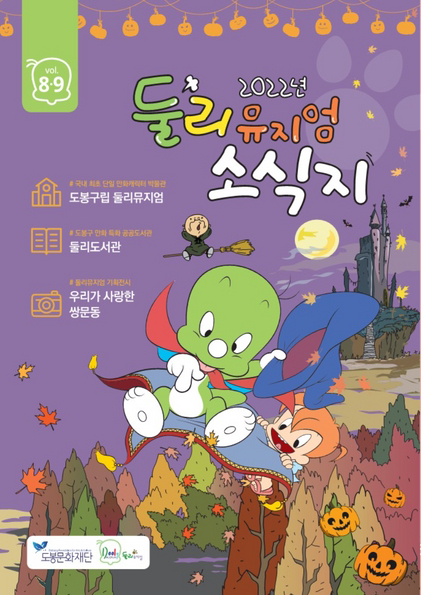 vol.
8·9
2022년
둘리뮤지엄
소식지
# 국내 최초 단일 만화캐릭터 박물관
도봉구립 둘리뮤지엄
# 도봉구 만화 특화 공공도서관
둘리도서관
# 둘리뮤지엄 기획전시
우리가 사랑한
쌍문동
도봉문화재단